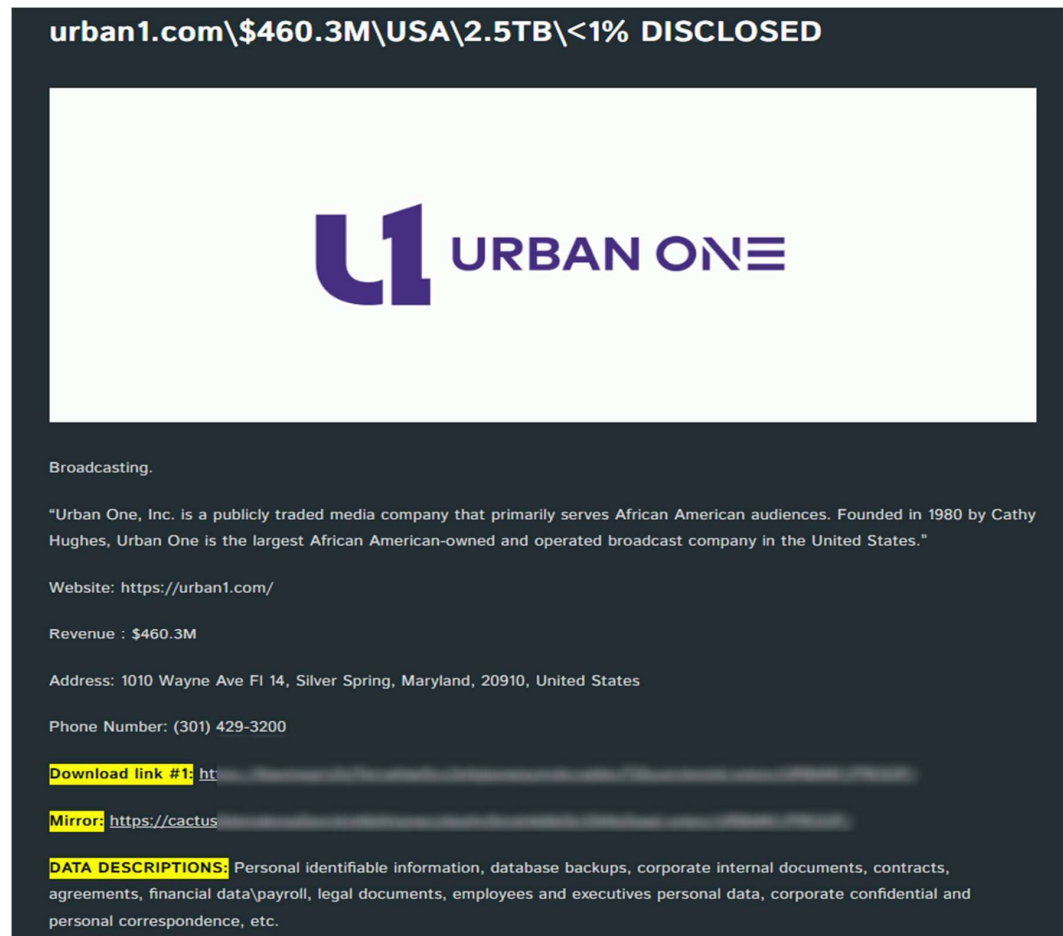 urban1.com\$460.3M\USA\2.5TB\<1% DISCLOSED
U1 URBAN ONE
Broadcasting.
“Urban One, Inc. is a publicly traded media company that primarily serves African American audiences. Founded in 1980 by Cathy
Hughes, Urban One is the largest African American-owned and operated broadcast company in the United States.”
Website: https://urban1.com/
Revenue : $460.3M
Address: 1010 Wayne Ave Fl 14, Silver Spring, Maryland, 20910, United States
Phone Number: (301) 429-3200
Download link #1: ht
Mirror: https://cactus
DATA DESCRIPTIONS: Personal identifiable information, database backups, corporate internal documents, contracts,
agreements, financial data\payroll, legal documents, employees and executives personal data, corporate confidential and
personal correspondence, etc.